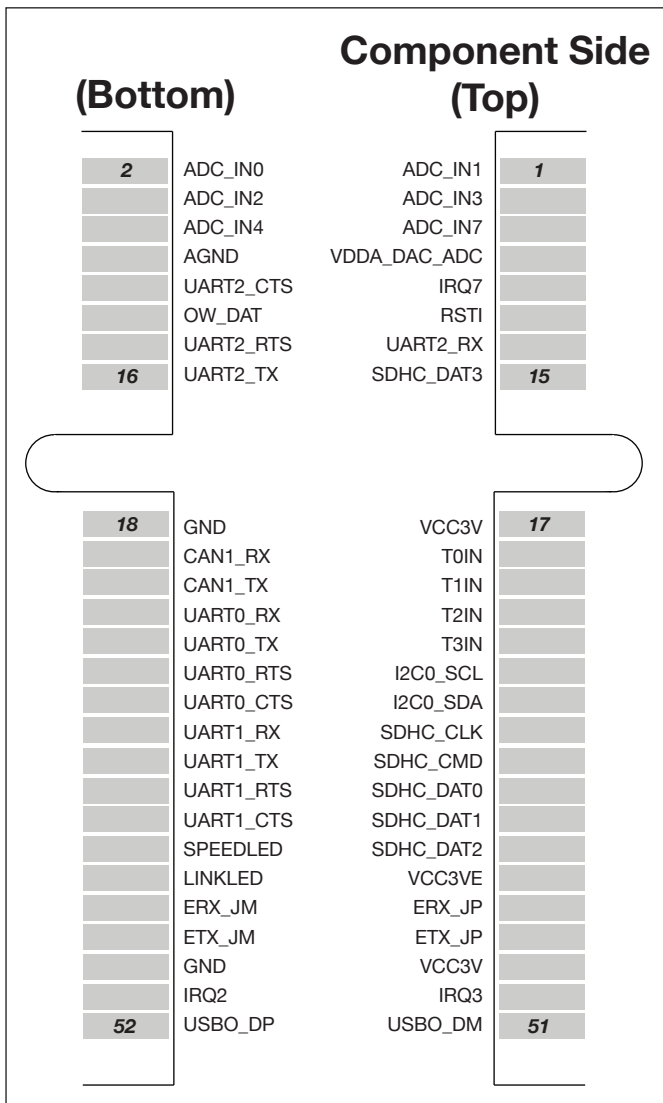 Component Side
(Bottom) (Top)
2 ADC_IN0 ADC_IN1 1
ADC_IN2 ADC_IN3
ADC_IN4 ADC_IN7
AGND VDDA_DAC_ADC
UART2_CTS IRQ7
OW_DAT RSTI
UART2_RTS UART2_RX
16 UART2_TX SDHC_DAT3 15
18 GND VCC3V 17
CAN1_RX T0IN
CAN1_TX T1IN
UART0_RX T2IN
UART0_TX T3IN
UART0_RTS I2C0_SCL
UART0_CTS I2C0_SDA
UART1_RX SDHC_CLK
UART1_TX SDHC_CMD
UART1_RTS SDHC_DAT0
UART1_CTS SDHC_DAT1
SPEEDLED SDHC_DAT2
LINKLED VCC3VE
ERX_JM ERX_JP
ETX_JM ETX_JP
GND VCC3V
IRQ2 IRQ3
52 USBO_DP USBO_DM 51